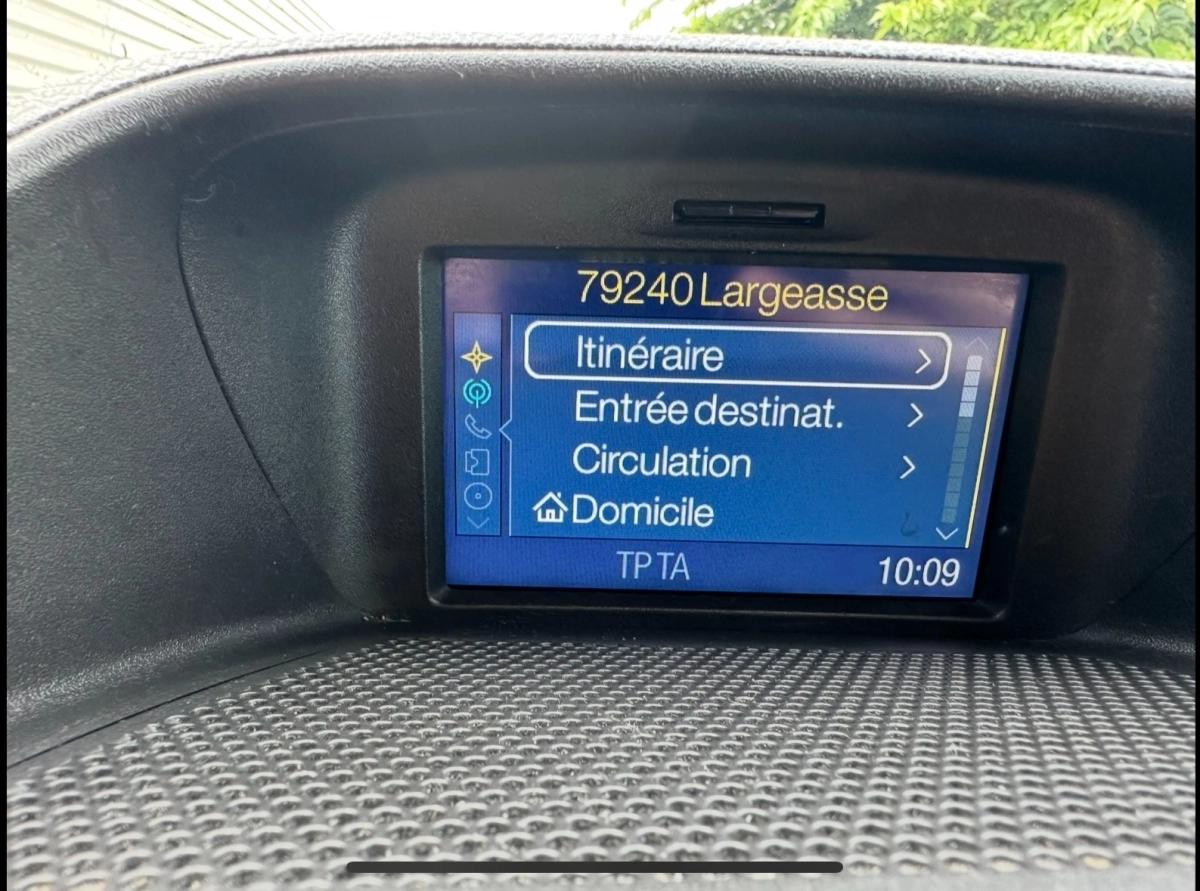 79240 Largeasse
Itinéraire
Entrée destinat.
Circulation
Domicile
TP TA 10:09